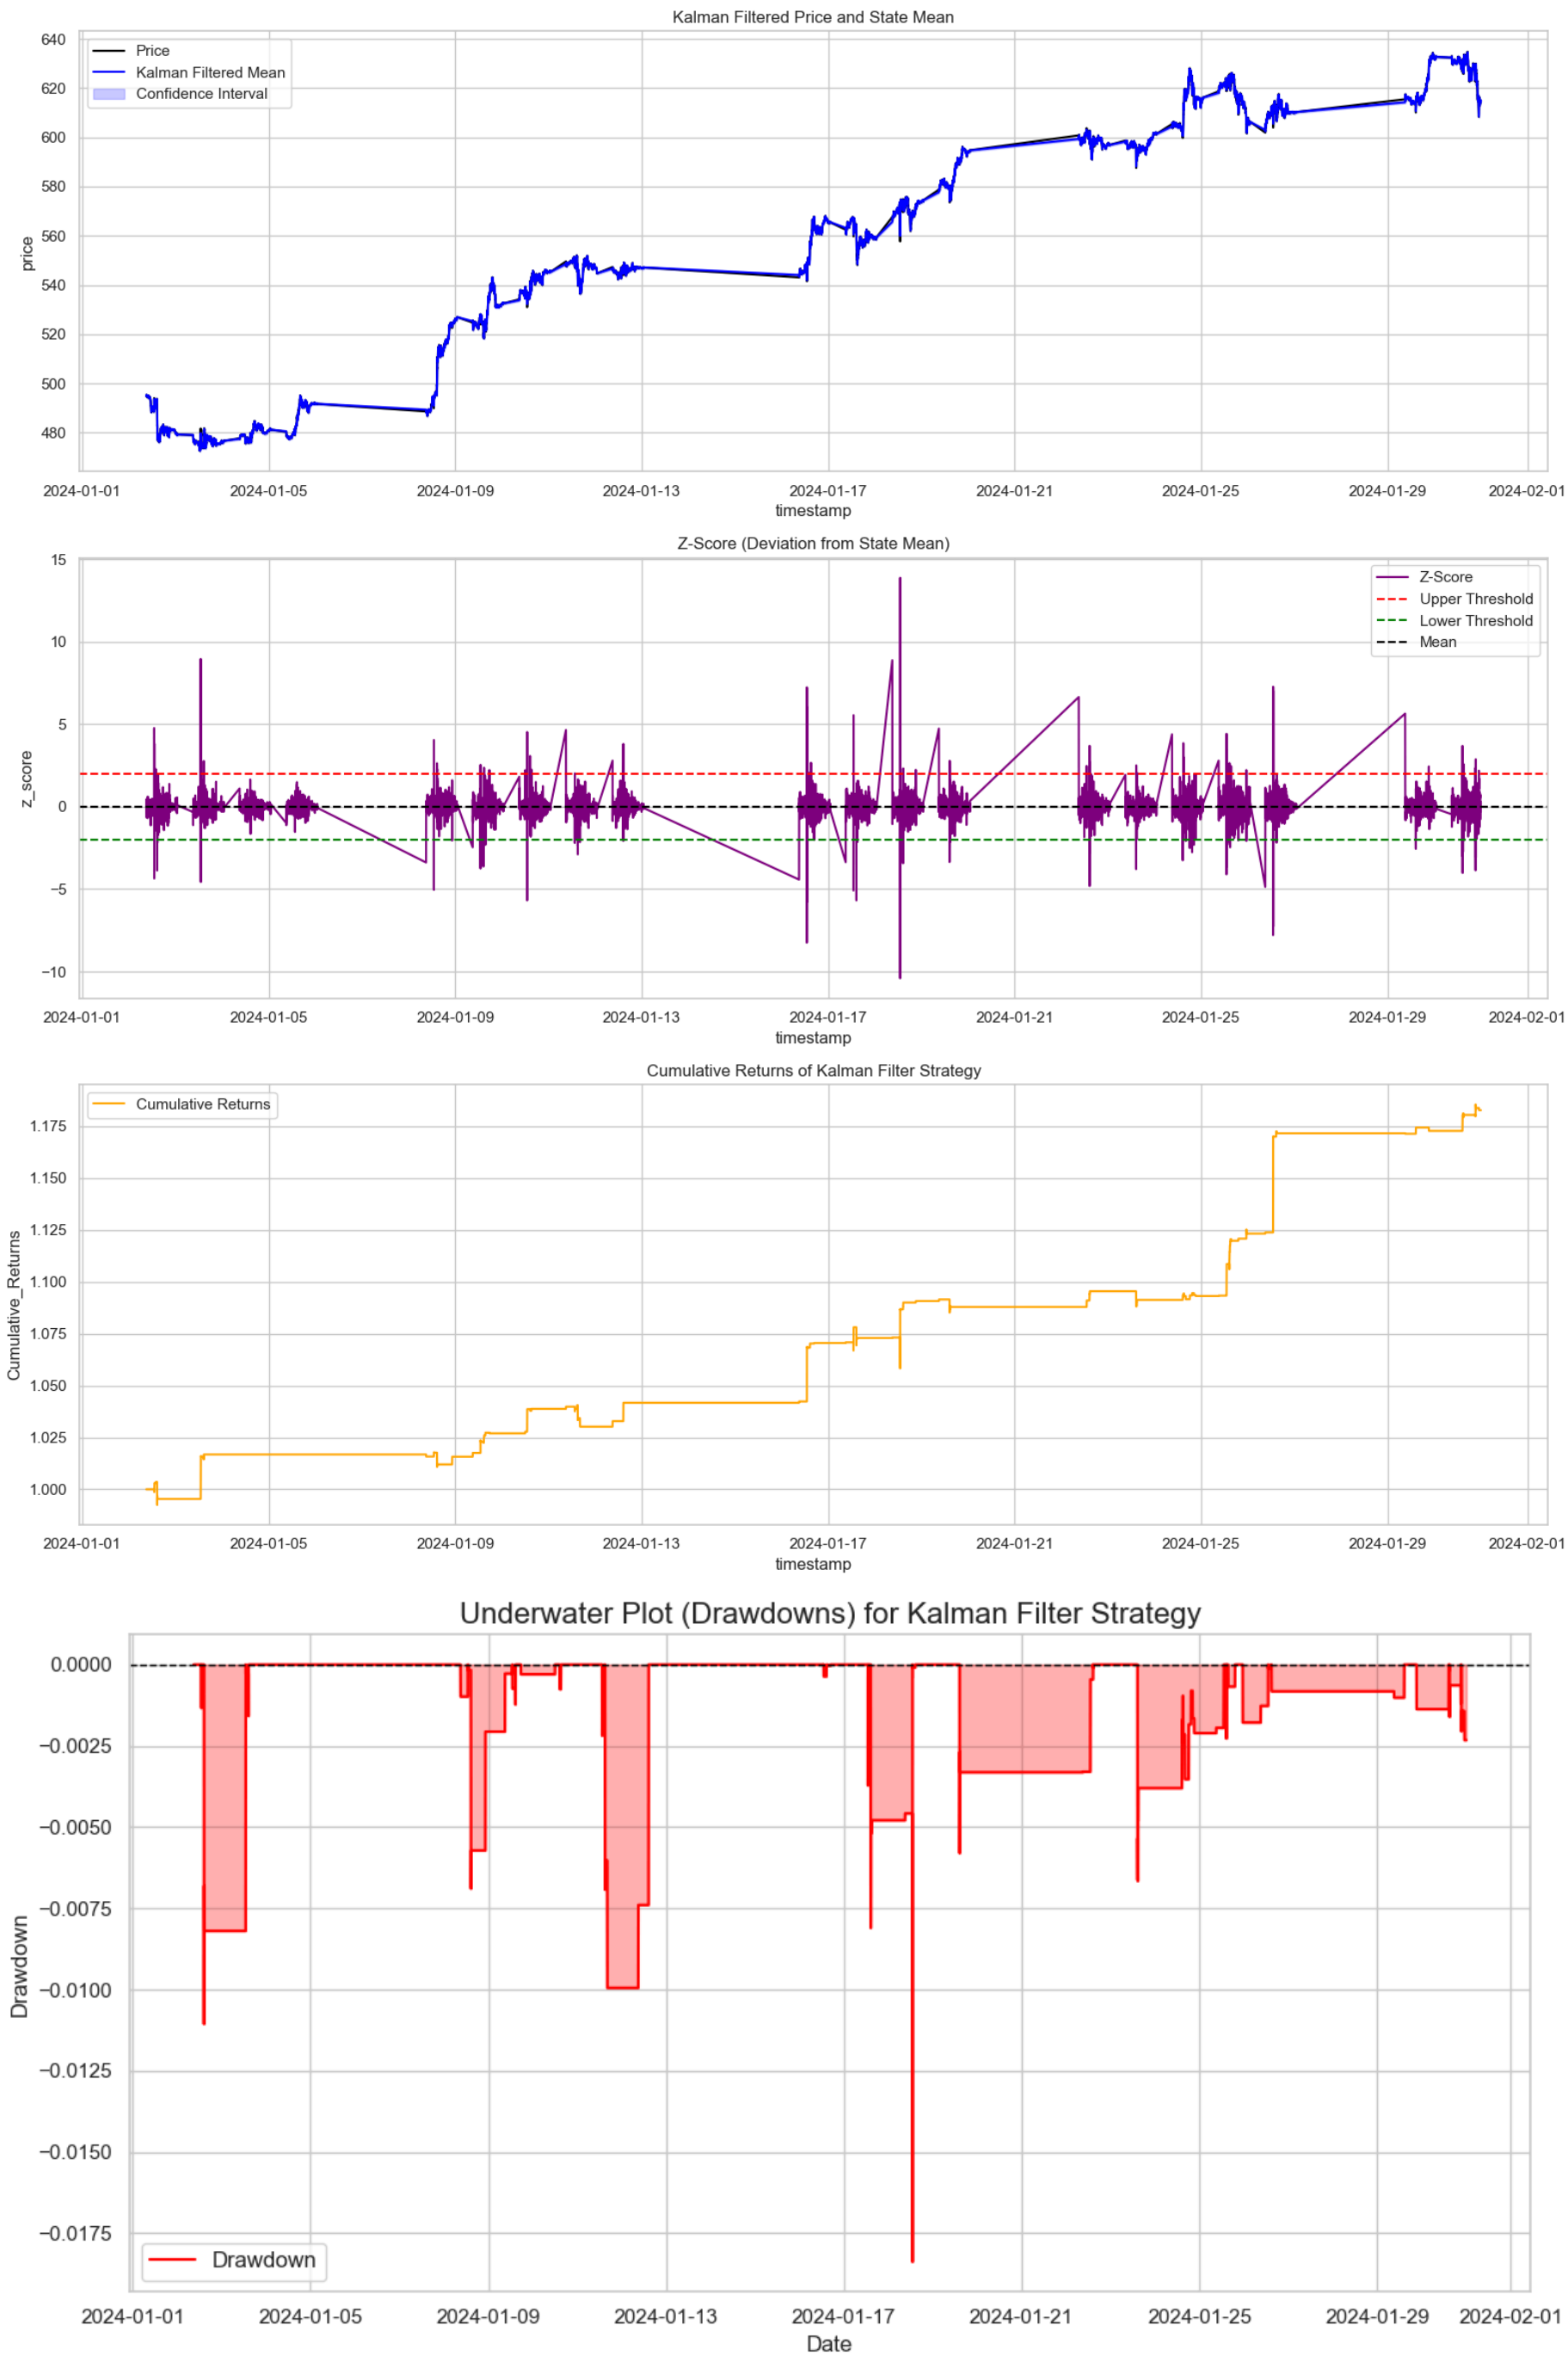 Kalman Filtered Price and State Mean
Price
Kalman Filtered Mean
Confidence Interval
640
620
600
580
560
540
520
500
480
price
2024-01-01 2024-01-05 2024-01-09 2024-01-13 2024-01-17 2024-01-21 2024-01-25 2024-01-29 2024-02-01
timestamp
Z-Score (Deviation from State Mean)
Z-Score
Upper Threshold
Lower Threshold
Mean
15
10
5
0
−5
−10
z_score
2024-01-01 2024-01-05 2024-01-09 2024-01-13 2024-01-17 2024-01-21 2024-01-25 2024-01-29 2024-02-01
timestamp
Cumulative Returns of Kalman Filter Strategy
Cumulative Returns
1.175
1.150
1.125
1.100
1.075
1.050
1.025
1.000
Cumulative_Returns
2024-01-01 2024-01-05 2024-01-09 2024-01-13 2024-01-17 2024-01-21 2024-01-25 2024-01-29 2024-02-01
timestamp
Underwater Plot (Drawdowns) for Kalman Filter Strategy
0.0000
−0.0025
−0.0050
−0.0075
−0.0100
−0.0125
−0.0150
−0.0175
Drawdown
Drawdown
2024-01-01 2024-01-05 2024-01-09 2024-01-13 2024-01-17 2024-01-21 2024-01-25 2024-01-29 2024-02-01
Date